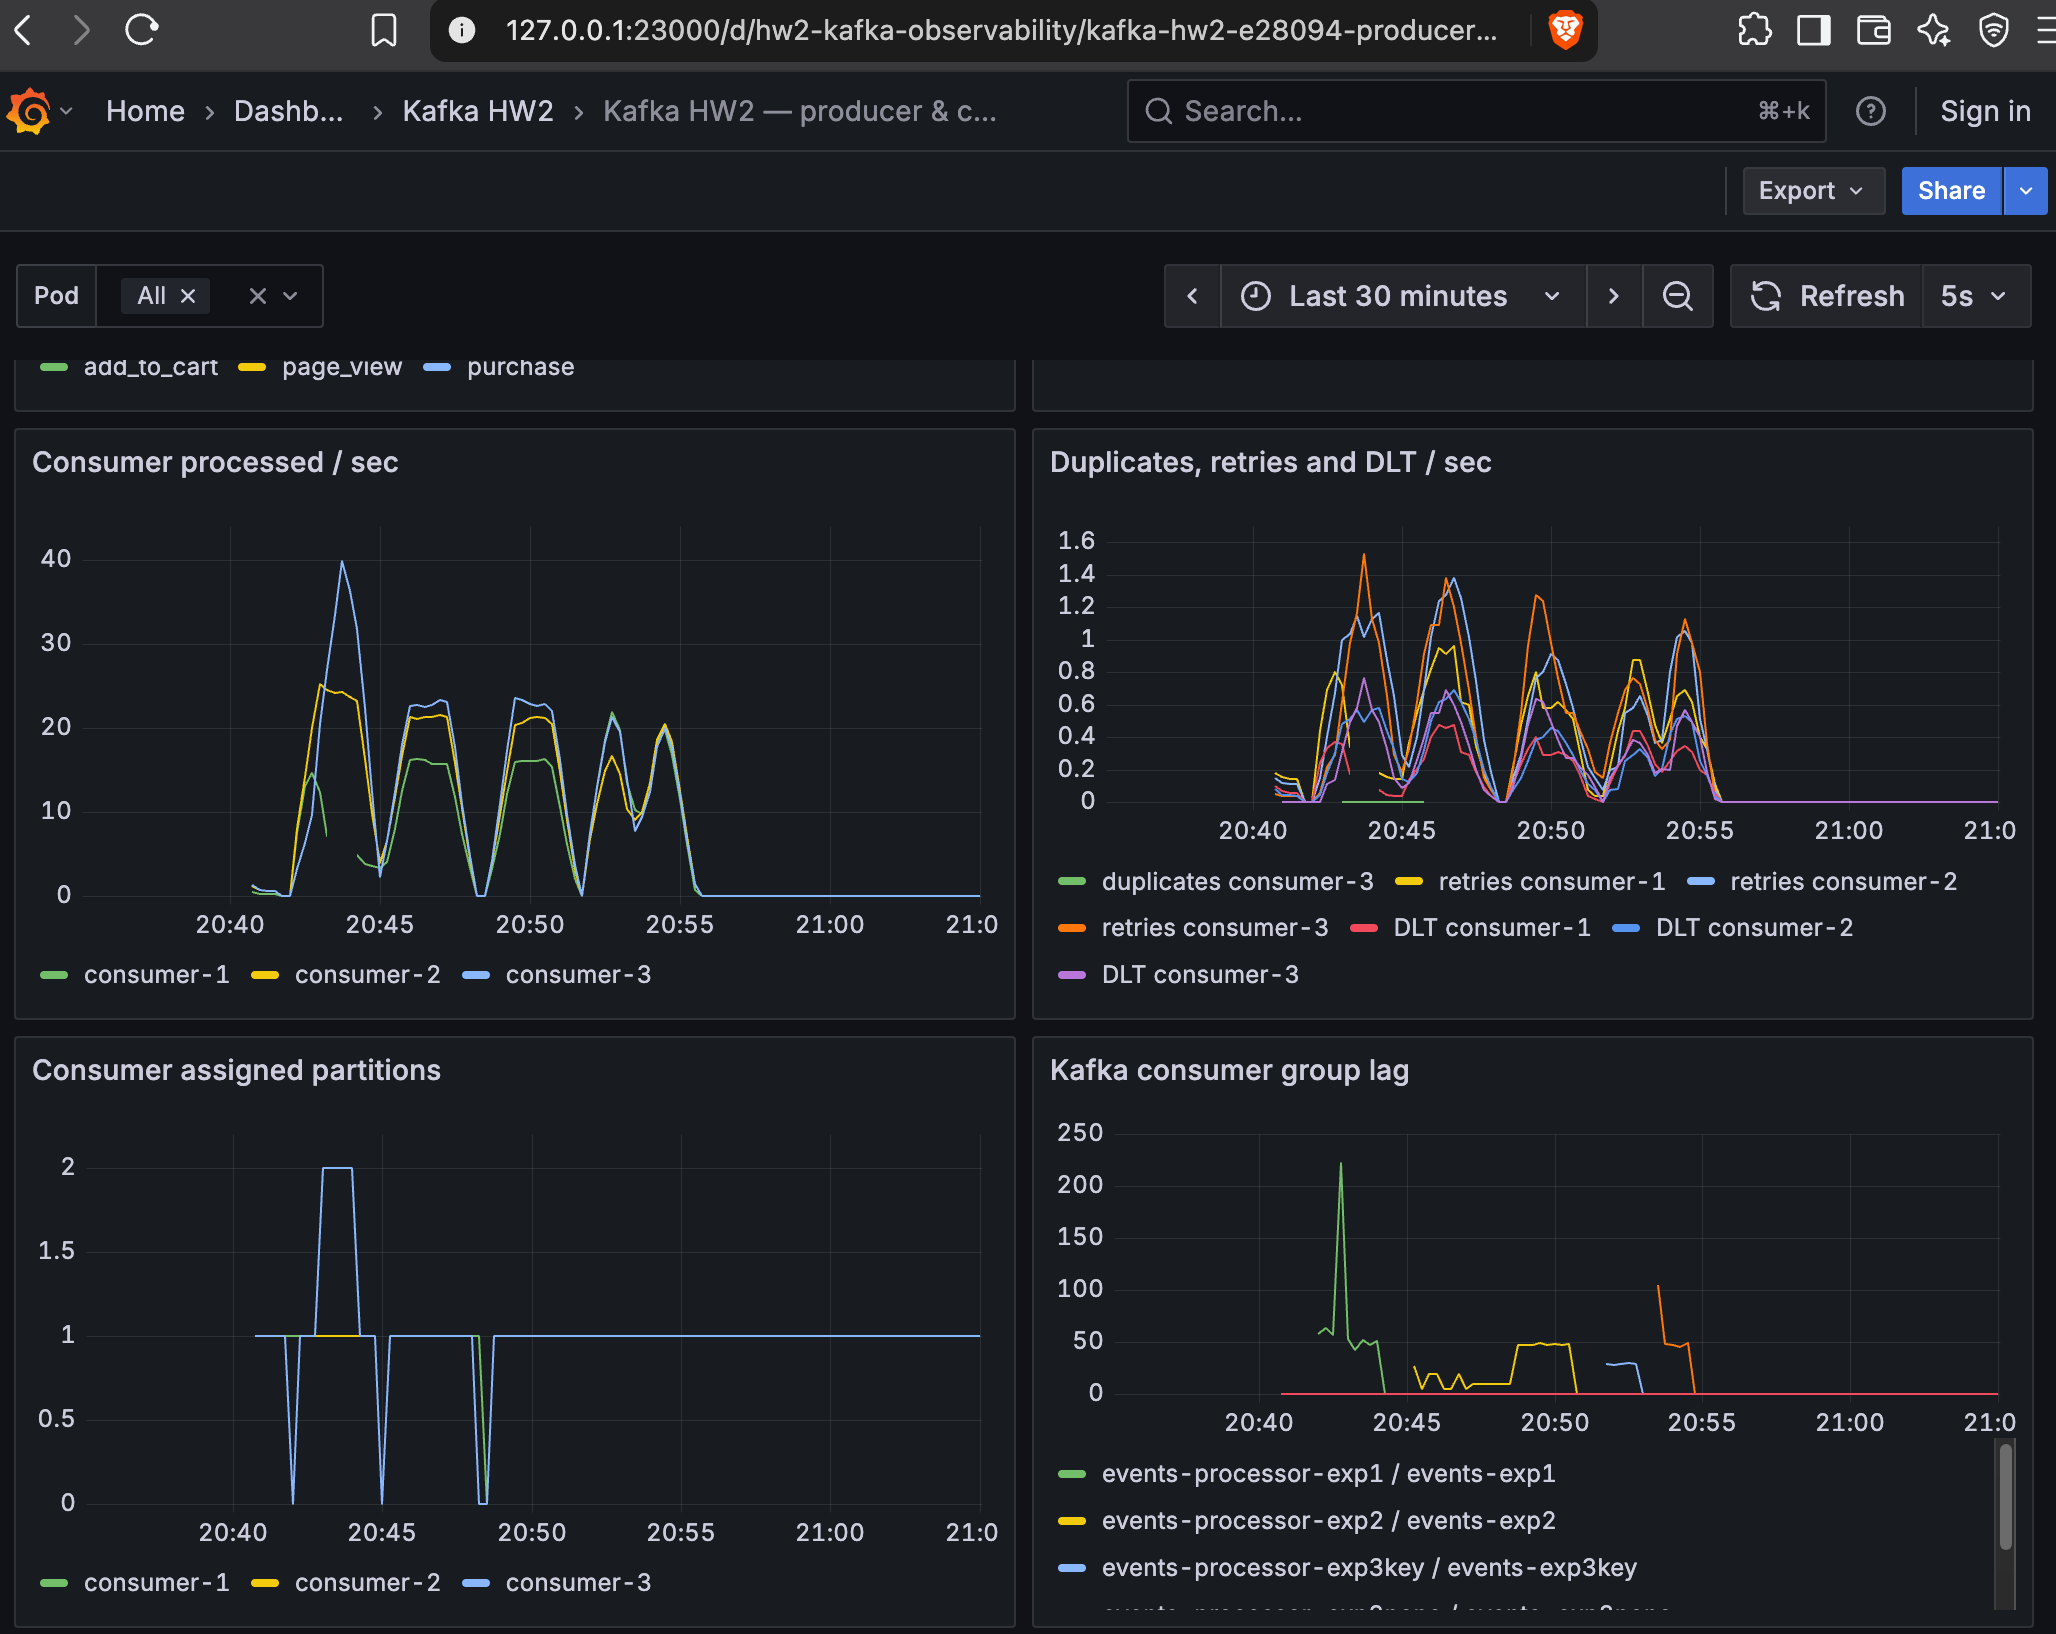 127.0.0.1:23000/d/hw2-kafka-observability/kafka-hw2-e28094-producer...
Home › Dashb... › Kafka HW2 › Kafka HW2 — producer & c...
Search...
⌘+k
Sign in
Export
Share
Pod
All
Last 30 minutes
Refresh
5s
add_to_cart page_view purchase
Consumer processed / sec
40
30
20
10
0
20:40 20:45 20:50 20:55 21:00 21:0
consumer-1 consumer-2 consumer-3
Duplicates, retries and DLT / sec
1.6
1.4
1.2
1
0.8
0.6
0.4
0.2
0
20:40 20:45 20:50 20:55 21:00 21:0
duplicates consumer-3 retries consumer-1 retries consumer-2
retries consumer-3 DLT consumer-1 DLT consumer-2
DLT consumer-3
Consumer assigned partitions
2
1.5
1
0.5
0
20:40 20:45 20:50 20:55 21:00 21:0
consumer-1 consumer-2 consumer-3
Kafka consumer group lag
250
200
150
100
50
0
20:40 20:45 20:50 20:55 21:00 21:0
events-processor-exp1 / events-exp1
events-processor-exp2 / events-exp2
events-processor-exp3key / events-exp3key